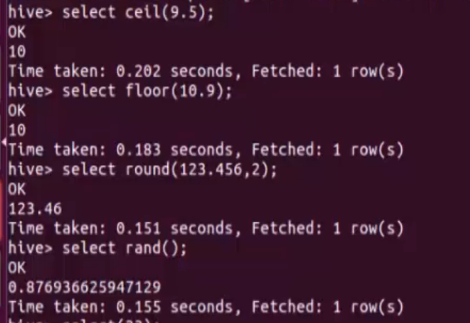 hive> select ceil(9.5);
OK
10
Time taken: 0.202 seconds, Fetched: 1 row(s)
hive> select floor(10.9);
OK
10
Time taken: 0.183 seconds, Fetched: 1 row(s)
hive> select round(123.456,2);
OK
123.46
Time taken: 0.151 seconds, Fetched: 1 row(s)
hive> select rand();
OK
0.876936625947129
Time taken: 0.155 seconds, Fetched: 1 row(s)